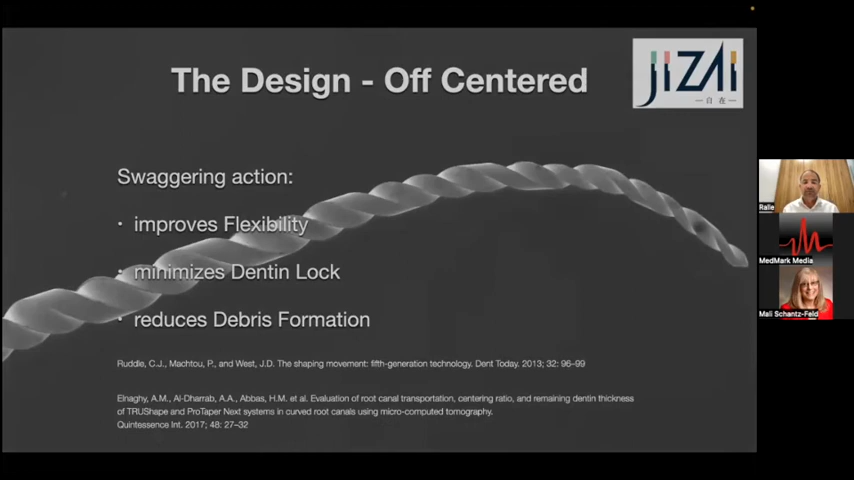 The Design - Off Centered
JIZAI
自在
Swaggering action:
· improves Flexibility
· minimizes Dentin Lock
· reduces Debris Formation
Ruddle, C.J., Machtou, P., and West, J.D. The shaping movement: fifth-generation technology. Dent Today. 2013; 32: 96–99
Elnaghy, A.M., Al-Dharrab, A.A., Abbas, H.M. et al. Evaluation of root canal transportation, centering ratio, and remaining dentin thickness
of TRUShape and ProTaper Next systems in curved root canals using micro-computed tomography.
Quintessence Int. 2017; 48: 27–32
Ralle
MedMark Media
Mali Schantz-Feld